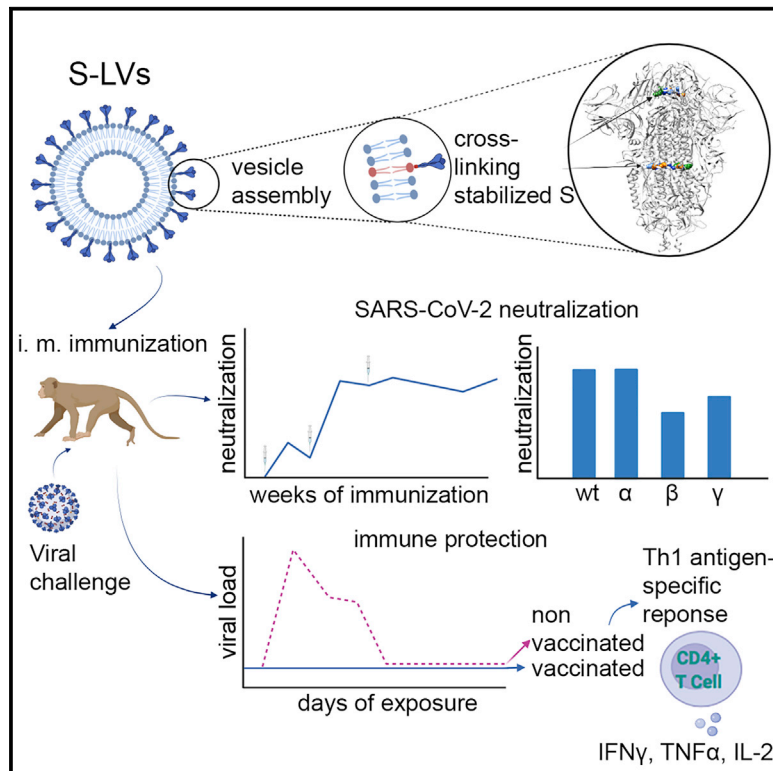 S-LVs
vesicle
assembly
cross-
linking
stabilized S
SARS-CoV-2 neutralization
i. m. immunization
neutralization
weeks of immunization
neutralization
wt α β γ
Viral
challenge
immune protection
viral load
days of exposure
non
vaccinated
vaccinated
Th1 antigen-
specific
reponse
CD4+
T Cell
IFNγ, TNFα, IL-2